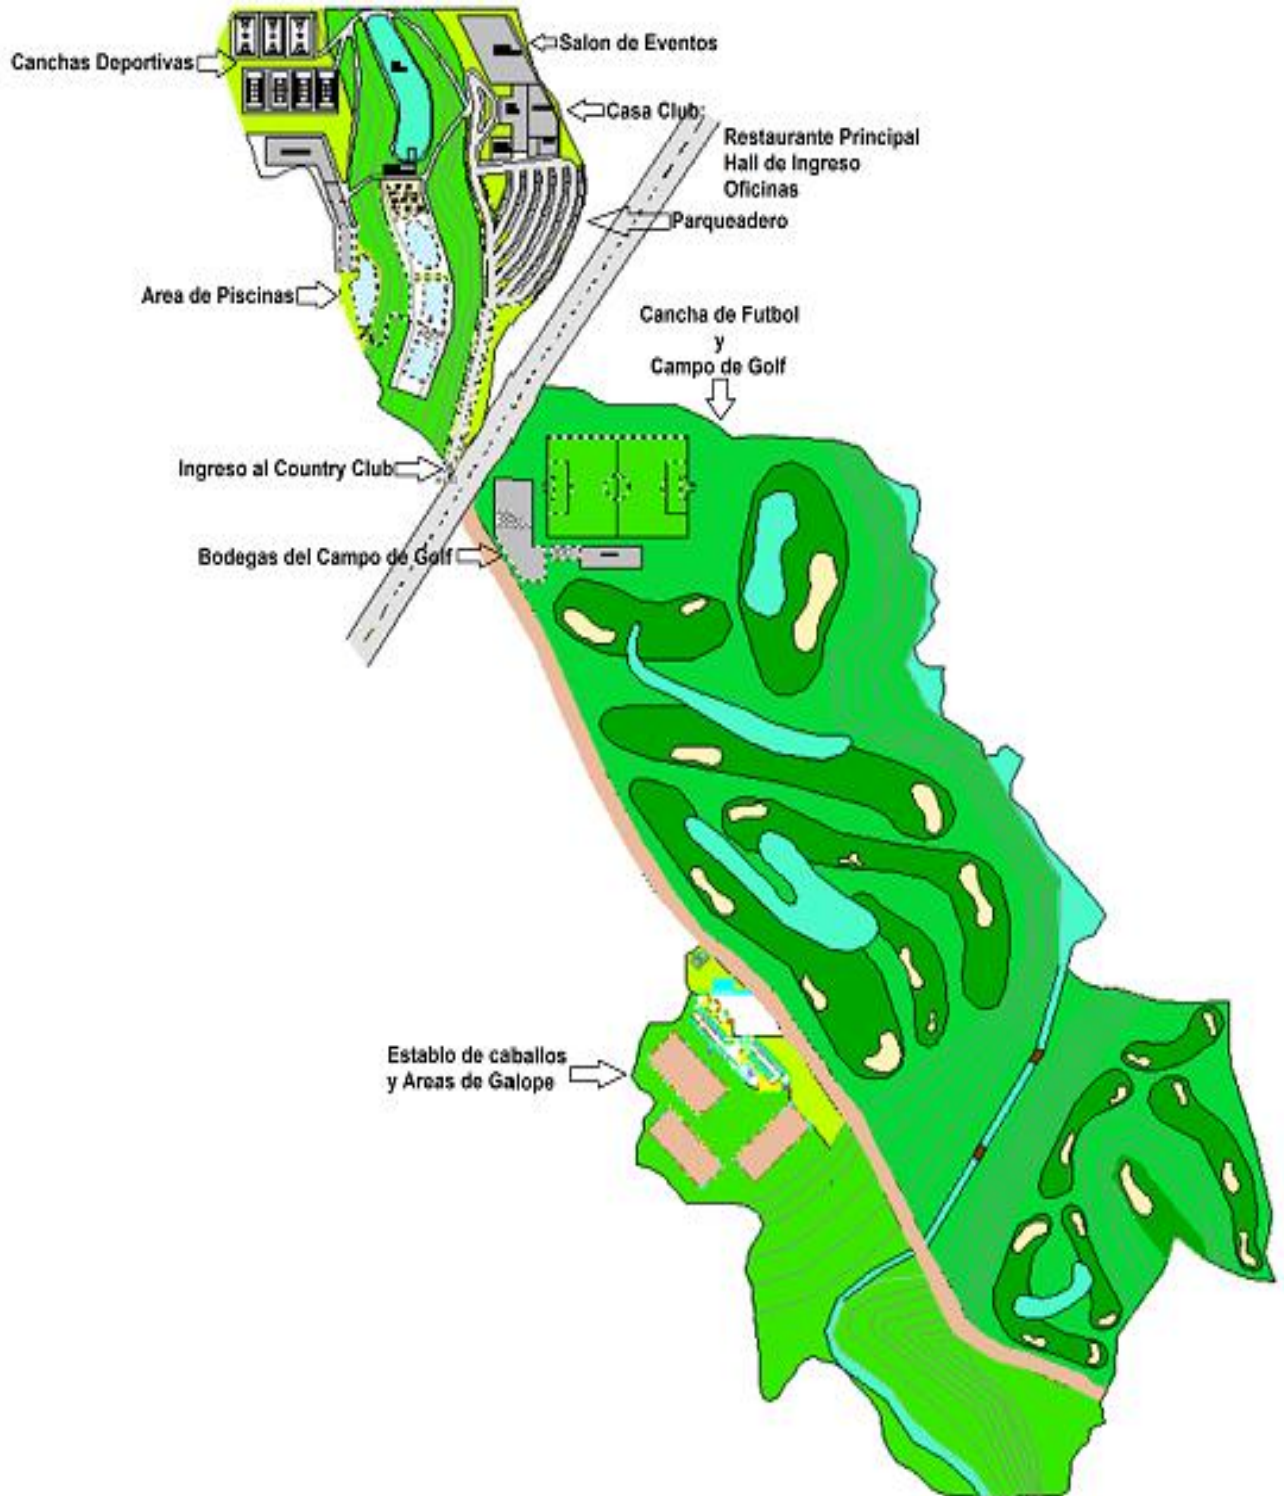 Salon de Eventos
Canchas Deportivas
Casa Club
Restaurante Principal
Hall de Ingreso
Oficinas
Parqueadero
Area de Piscinas
Cancha de Futbol
y
Campo de Golf
Ingreso al Country Club
Bodegas del Campo de Golf
Establo de caballos
y Areas de Galope